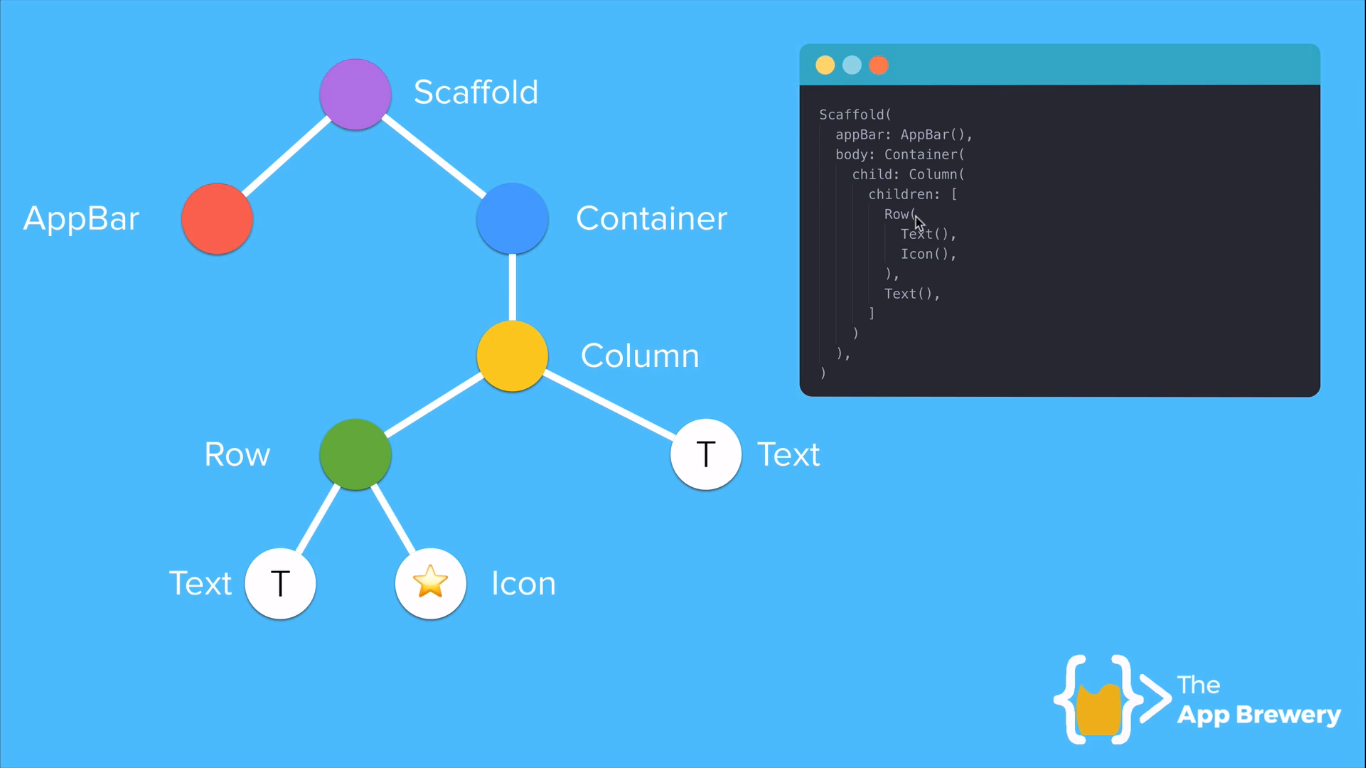 Scaffold
AppBar
Container
Column
Row
T
Text
Text
T
Icon
Scaffold(
appBar: AppBar(),
body: Container(
child: Column(
children: [
Row(
Text(),
Icon(),
),
Text(),
]
)
),
)
The
App Brewery